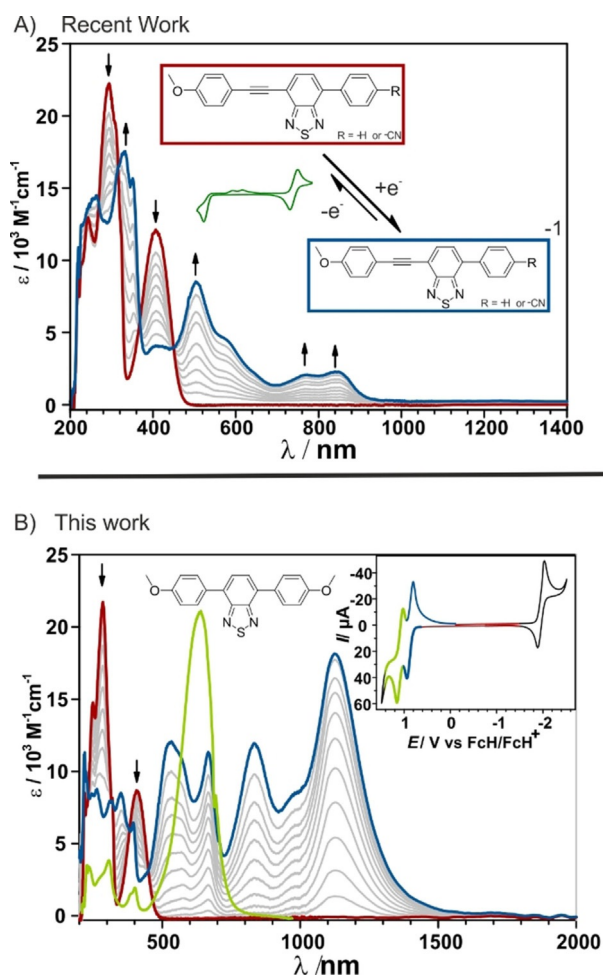 A) Recent Work
25
20
15
10
5
0
ε / 10³ M⁻¹cm⁻¹
O
N
S
N
R
R = -H or -CN
+e⁻
-e⁻
-1
O
N
S
N
R
R = -H or -CN
200 400 600 800 1000 1200 1400
λ / nm
B) This work
25
20
15
10
5
0
ε / 10³ M⁻¹cm⁻¹
O
O
N
S
N
-40
-20
0
20
40
60
I/ μA
1 0 -1 -2
E/ V vs FcH/FcH⁺
500 1000 1500 2000
λ /nm